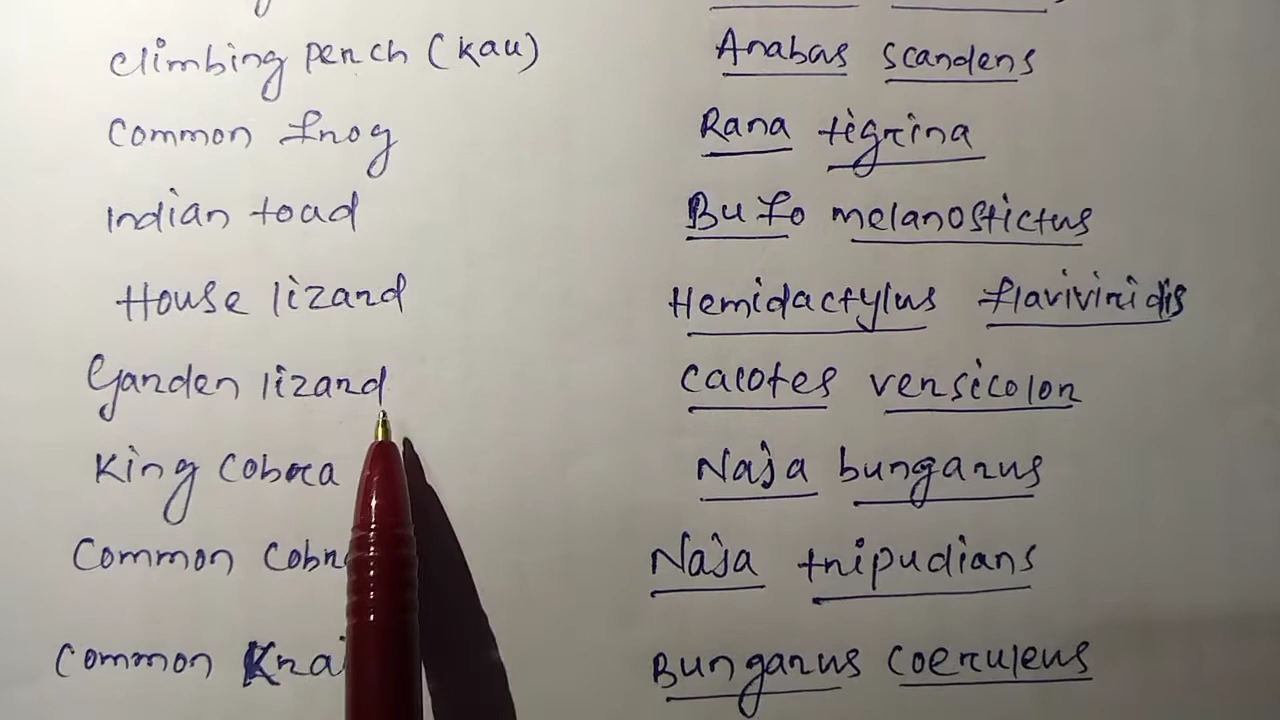 climbing perch (kau) Anabas scandens
Common frog Rana tigrina
Indian toad Bufo melanostictus
House lizard Hemidactylus flaviviridis
Garden lizard Calotes versicolor
King cobra Naja bungarus
Common Naja tripudians
Common Bungarus coeruleus